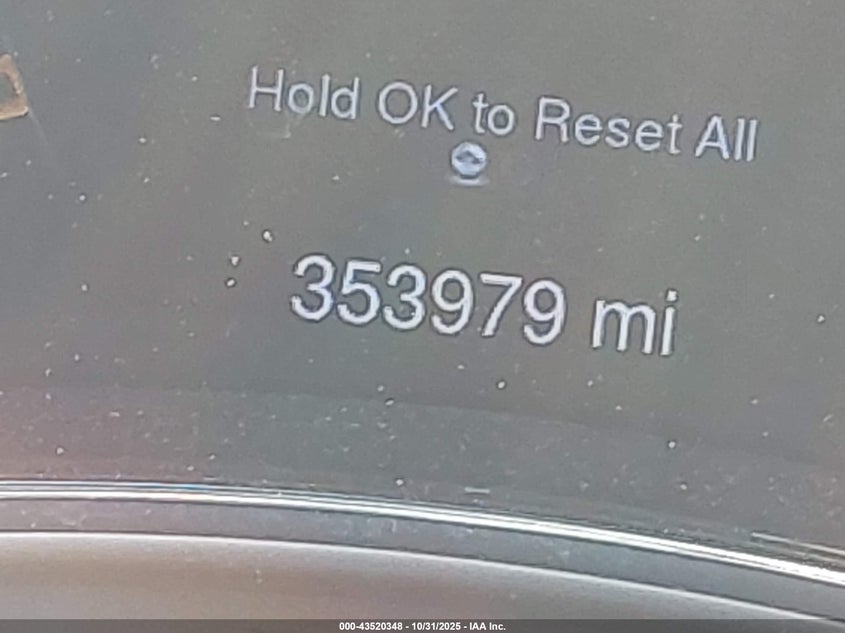 Hold OK to Reset All
353979 mi
000-43520348 - 10/31/2025 - IAA Inc.